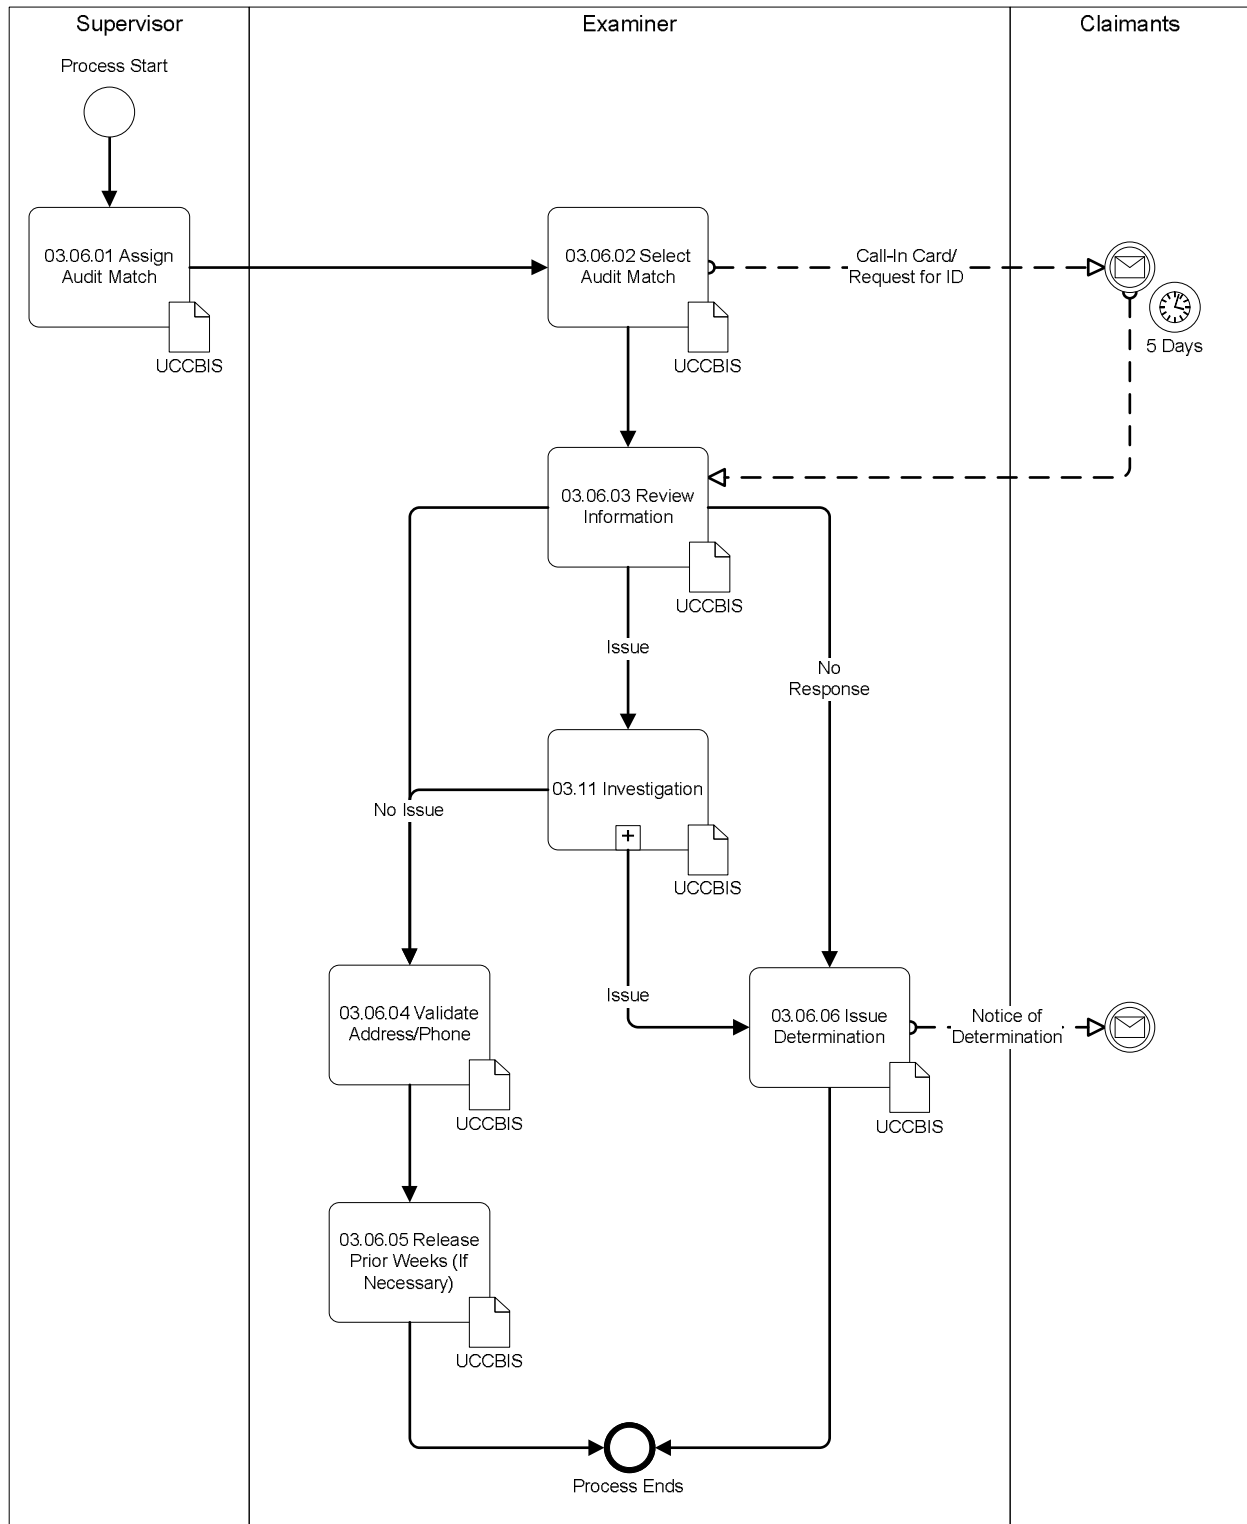 Supervisor
Examiner
Claimants
Process Start
03.06.01 Assign
Audit Match
UCCBIS
03.06.02 Select
Audit Match
UCCBIS
Call-In Card/
Request for ID
5 Days
03.06.03 Review
Information
UCCBIS
Issue
No
Response
03.11 Investigation
+
UCCBIS
No Issue
Issue
03.06.04 Validate
Address/Phone
UCCBIS
03.06.06 Issue
Determination
UCCBIS
Notice of
Determination
03.06.05 Release
Prior Weeks (If
Necessary)
UCCBIS
Process Ends